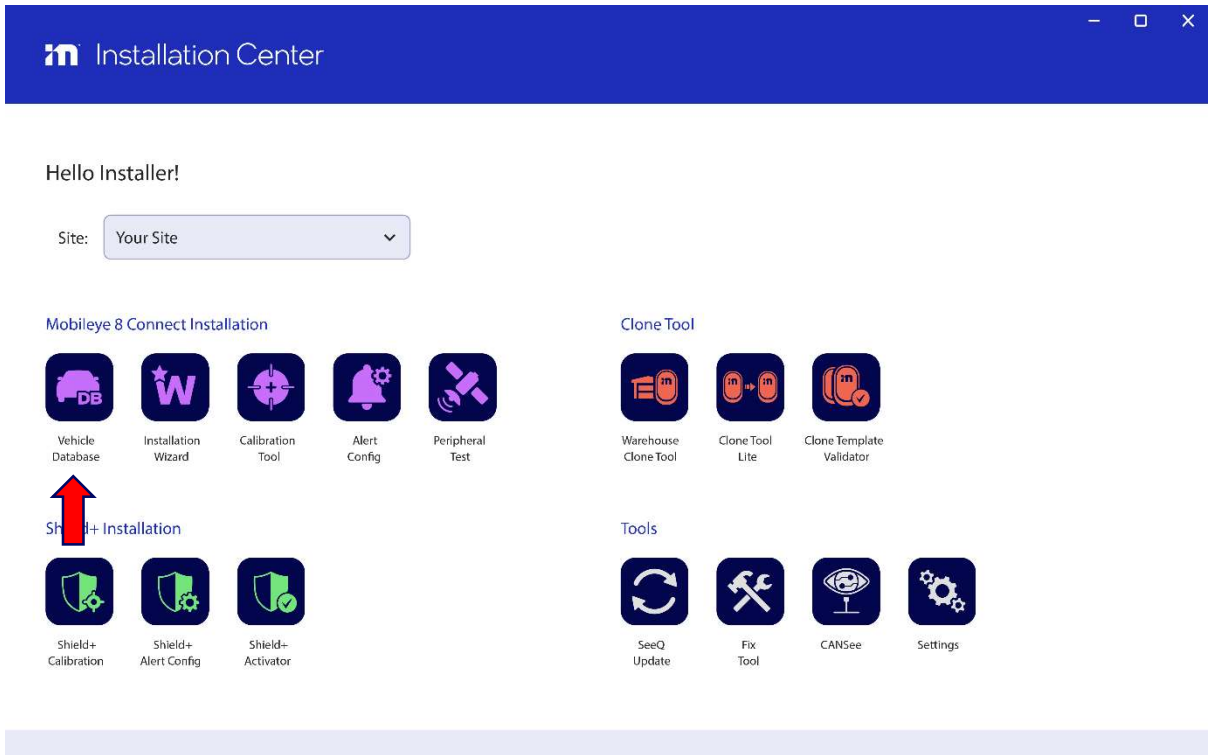 Installation Center
Hello Installer!
Site: Your Site
Mobileye 8 Connect Installation
DB
W
Vehicle
Database
Installation
Wizard
Calibration
Tool
Alert
Config
Peripheral
Test
Clone Tool
Warehouse
Clone Tool
Clone Tool
Lite
Clone Template
Validator
+ Installation
Shield+
Calibration
Shield+
Alert Config
Shield+
Activator
Tools
SeeQ
Update
Fix
Tool
CANSee
Settings